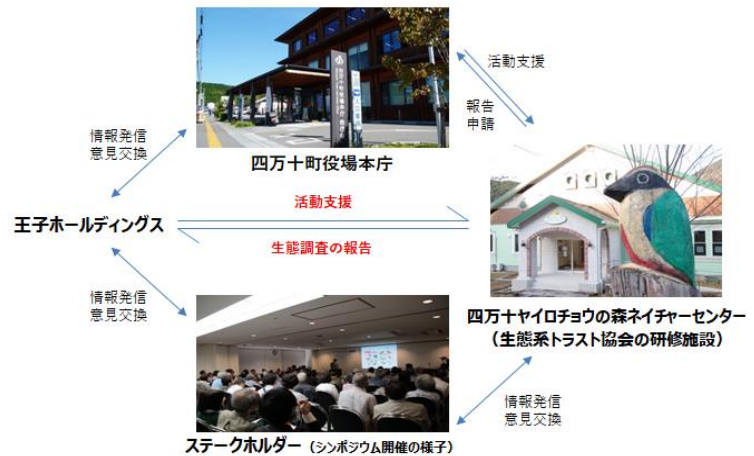 活動支援
報告
申請
情報発信
意見交換
四万十町役場本庁
活動支援
王子ホールディングス
生態調査の報告
情報発信
意見交換
四万十ヤイロチョウの森ネイチャーセンター
(生態系トラスト協会の研修施設)
情報発信
意見交換
ステークホルダー (シンポジウム開催の様子)